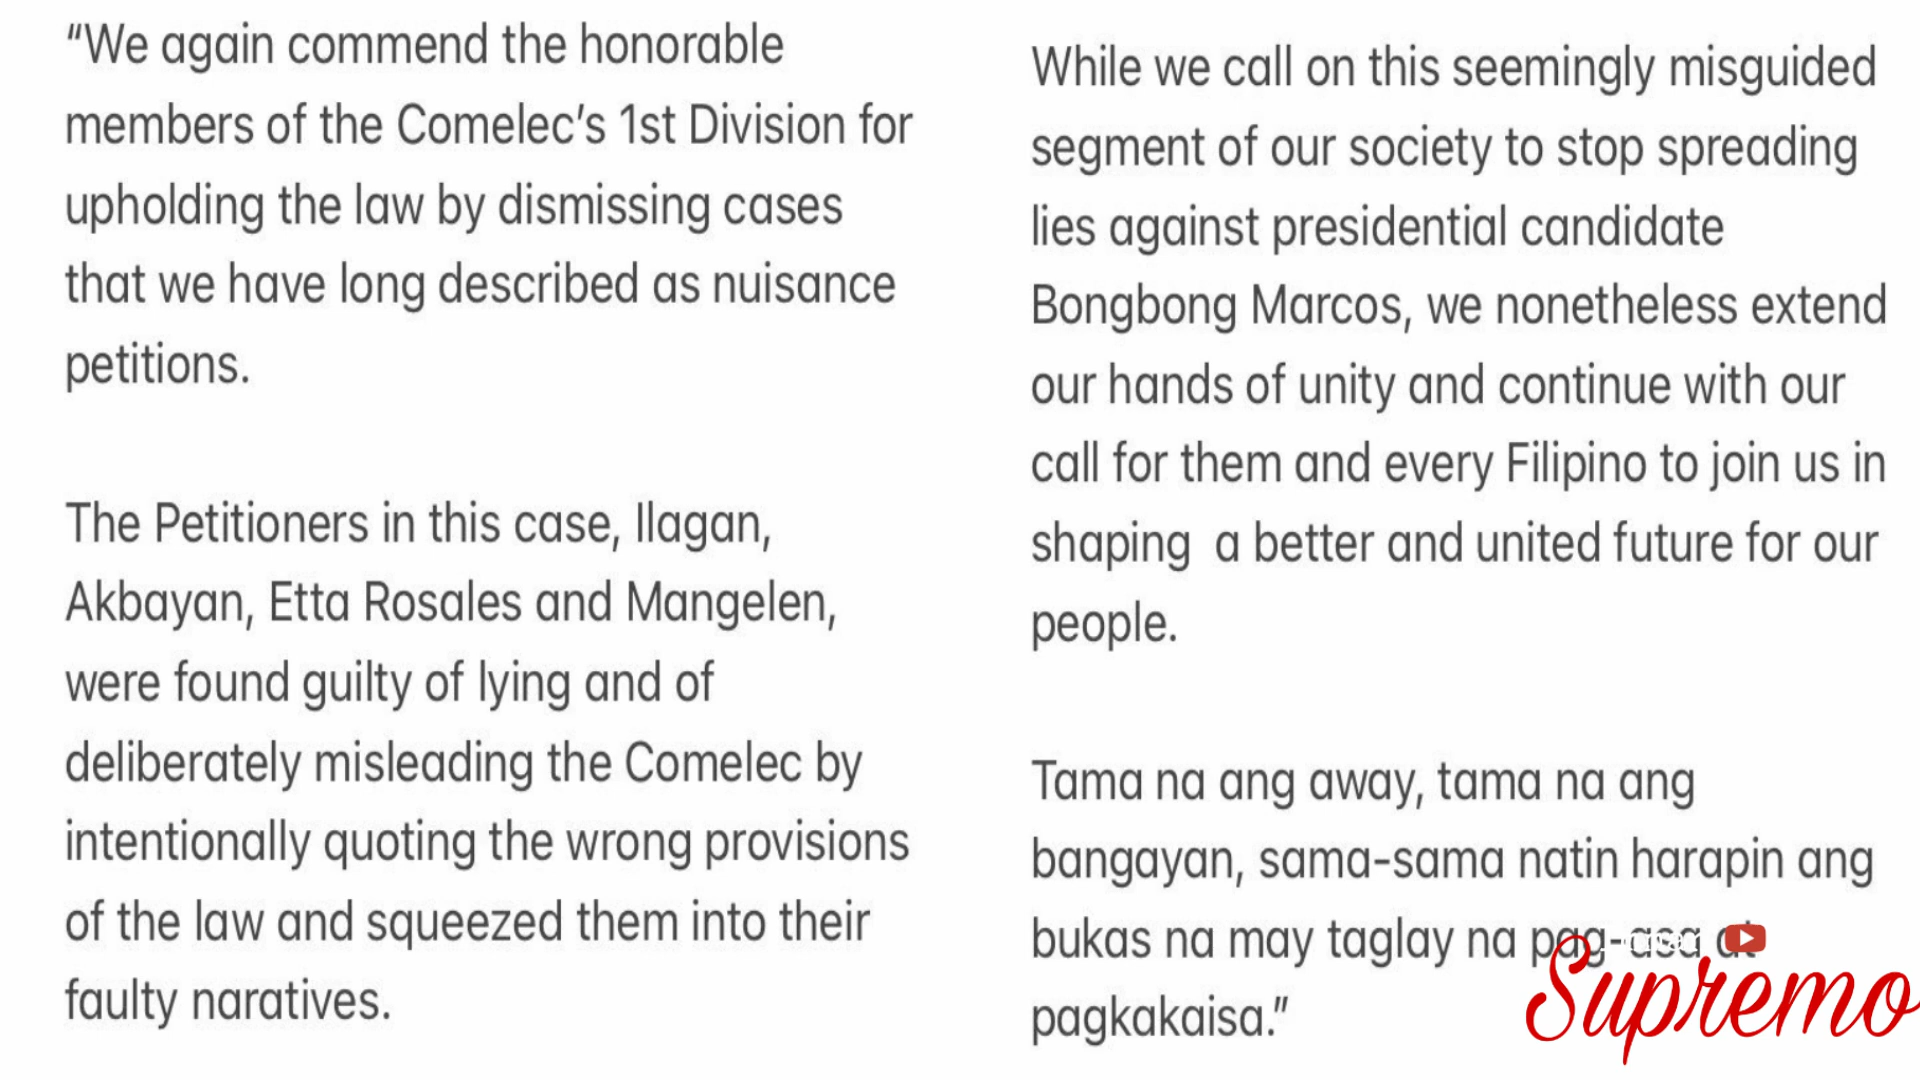 “We again commend the honorable
members of the Comelec’s 1st Division for
upholding the law by dismissing cases
that we have long described as nuisance
petitions.
The Petitioners in this case, Ilagan,
Akbayan, Etta Rosales and Mangelen,
were found guilty of lying and of
deliberately misleading the Comelec by
intentionally quoting the wrong provisions
of the law and squeezed them into their
faulty naratives.
While we call on this seemingly misguided
segment of our society to stop spreading
lies against presidential candidate
Bongbong Marcos, we nonetheless extend
our hands of unity and continue with our
call for them and every Filipino to join us in
shaping a better and united future for our
people.
Tama na ang away, tama na ang
bangayan, sama-sama natin harapin ang
bukas na may taglay na pag-asa at
pagkakaisa.”
Supremo